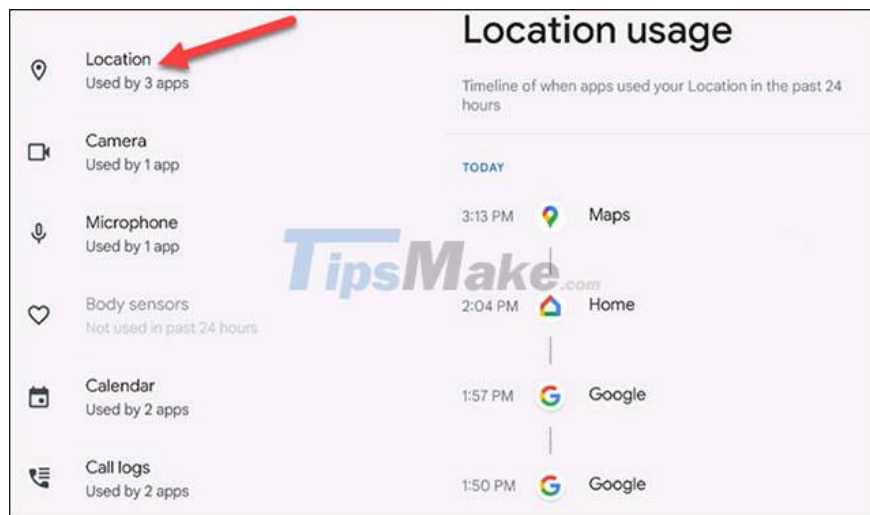 Location
Used by 3 apps
Camera
Used by 1 app
Microphone
Used by 1 app
Body sensors
Not used in past 24 hours
Calendar
Used by 2 apps
Call logs
Used by 2 apps
Location usage
Timeline of when apps used your Location in the past 24
hours
TODAY
3:13 PM Maps
2:04 PM Home
1:57 PM Google
1:50 PM Google
TipsMake.com